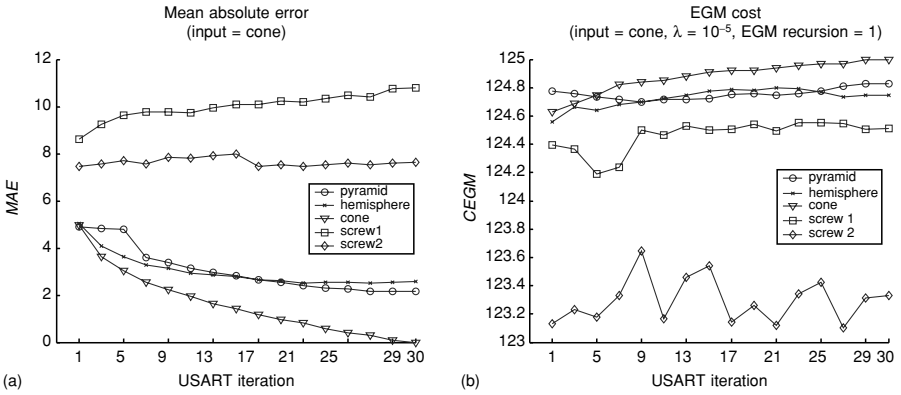 Mean absolute error
(input = cone)
12
10
8
6
4
2
0
MAE
pyramid
hemisphere
cone
screw1
screw2
1 5 9 13 18 22 25 29 30
(a)
USART iteration
EGM cost
(input = cone, λ = 10⁻⁵, EGM recursion = 1)
125
124.8
124.6
124.4
124.2
124
123.8
123.6
123.4
123.2
123
CEGM
pyramid
hemisphere
cone
screw 1
screw 2
1 5 9 13 17 21 25 29 30
(b)
USART iteration